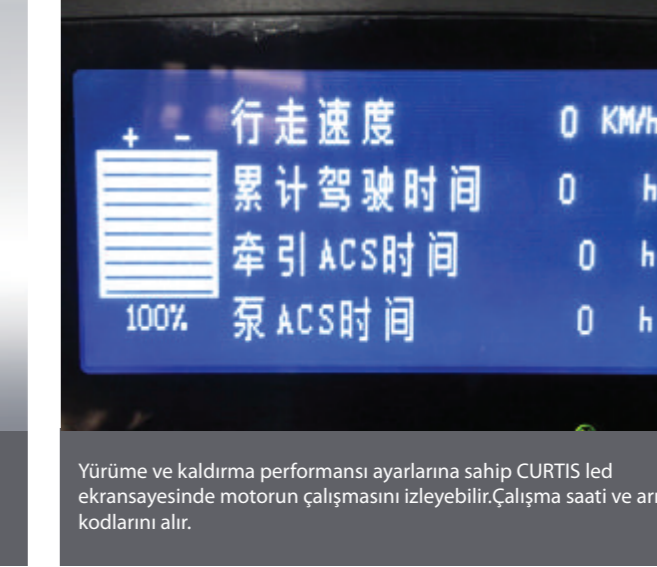 + -
行走速度 0 KM/h
累计驾驶时间 0 h
牵引ACS时间 0 h
100% 泵ACS时间 0 h
Yürüme ve kaldırma performansı ayarlarına sahip CURTIS led
ekransayesinde motorun çalışmasını izleyebilir.Çalışma saati ve
kodlarını alır.